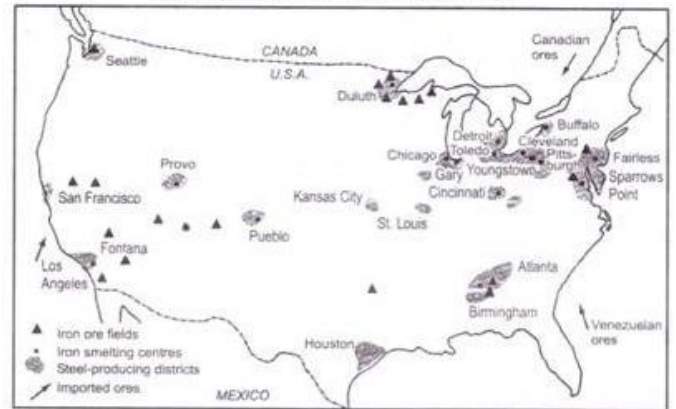 CANADA
U.S.A.
Canadian
ores
Seattle
Duluth
Buffalo
Detroit
Cleveland
Toledo
Pitts-
burgh
Fairless
Chicago
Youngstown
Gary
Sparrows
Point
Provo
San Francisco
Kansas City
Cincinnati
St. Louis
Pueblo
Fontana
Los
Angeles
Atlanta
Birmingham
Houston
Venezuelan
ores
MEXICO
Iron ore fields
Iron smelting centres
Steel-producing districts
Imported ores